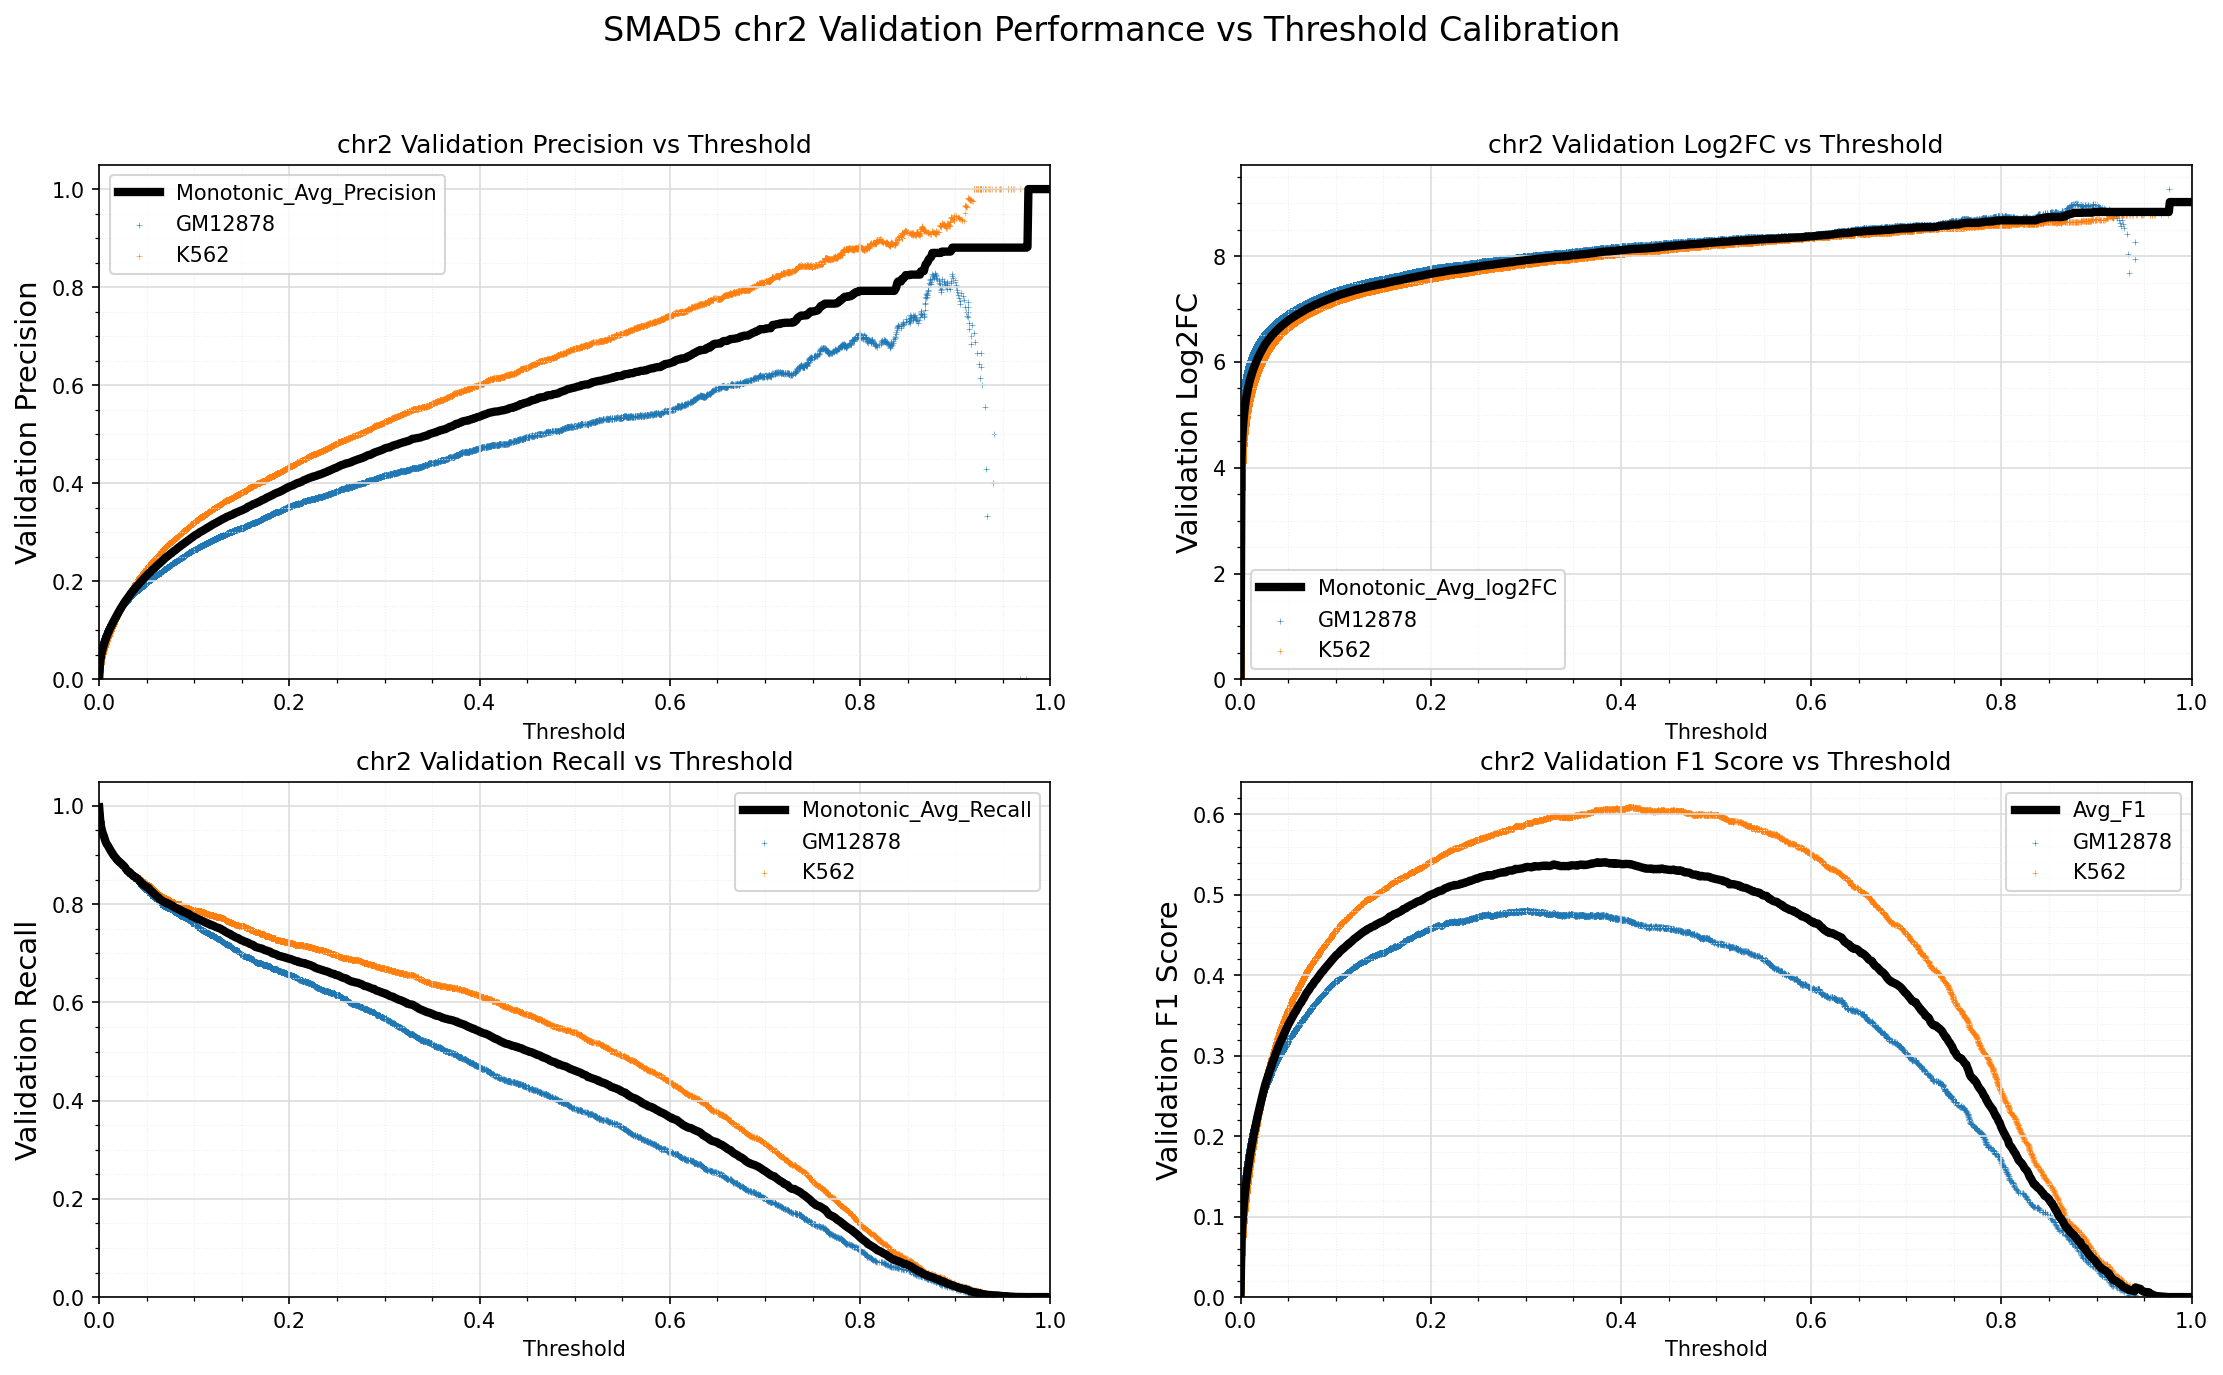 SMAD5 chr2 Validation Performance vs Threshold Calibration
chr2 Validation Precision vs Threshold
Validation Precision
1.0
0.8
0.6
0.4
0.2
0.0
Monotonic_Avg_Precision
GM12878
K562
0.0 0.2 0.4 0.6 0.8 1.0
Threshold
chr2 Validation Log2FC vs Threshold
Validation Log2FC
8
6
4
2
0
Monotonic_Avg_log2FC
GM12878
K562
0.0 0.2 0.4 0.6 0.8 1.0
Threshold
chr2 Validation Recall vs Threshold
Validation Recall
1.0
0.8
0.6
0.4
0.2
0.0
Monotonic_Avg_Recall
GM12878
K562
0.0 0.2 0.4 0.6 0.8 1.0
Threshold
chr2 Validation F1 Score vs Threshold
Validation F1 Score
0.6
0.5
0.4
0.3
0.2
0.1
0.0
Avg_F1
GM12878
K562
0.0 0.2 0.4 0.6 0.8 1.0
Threshold